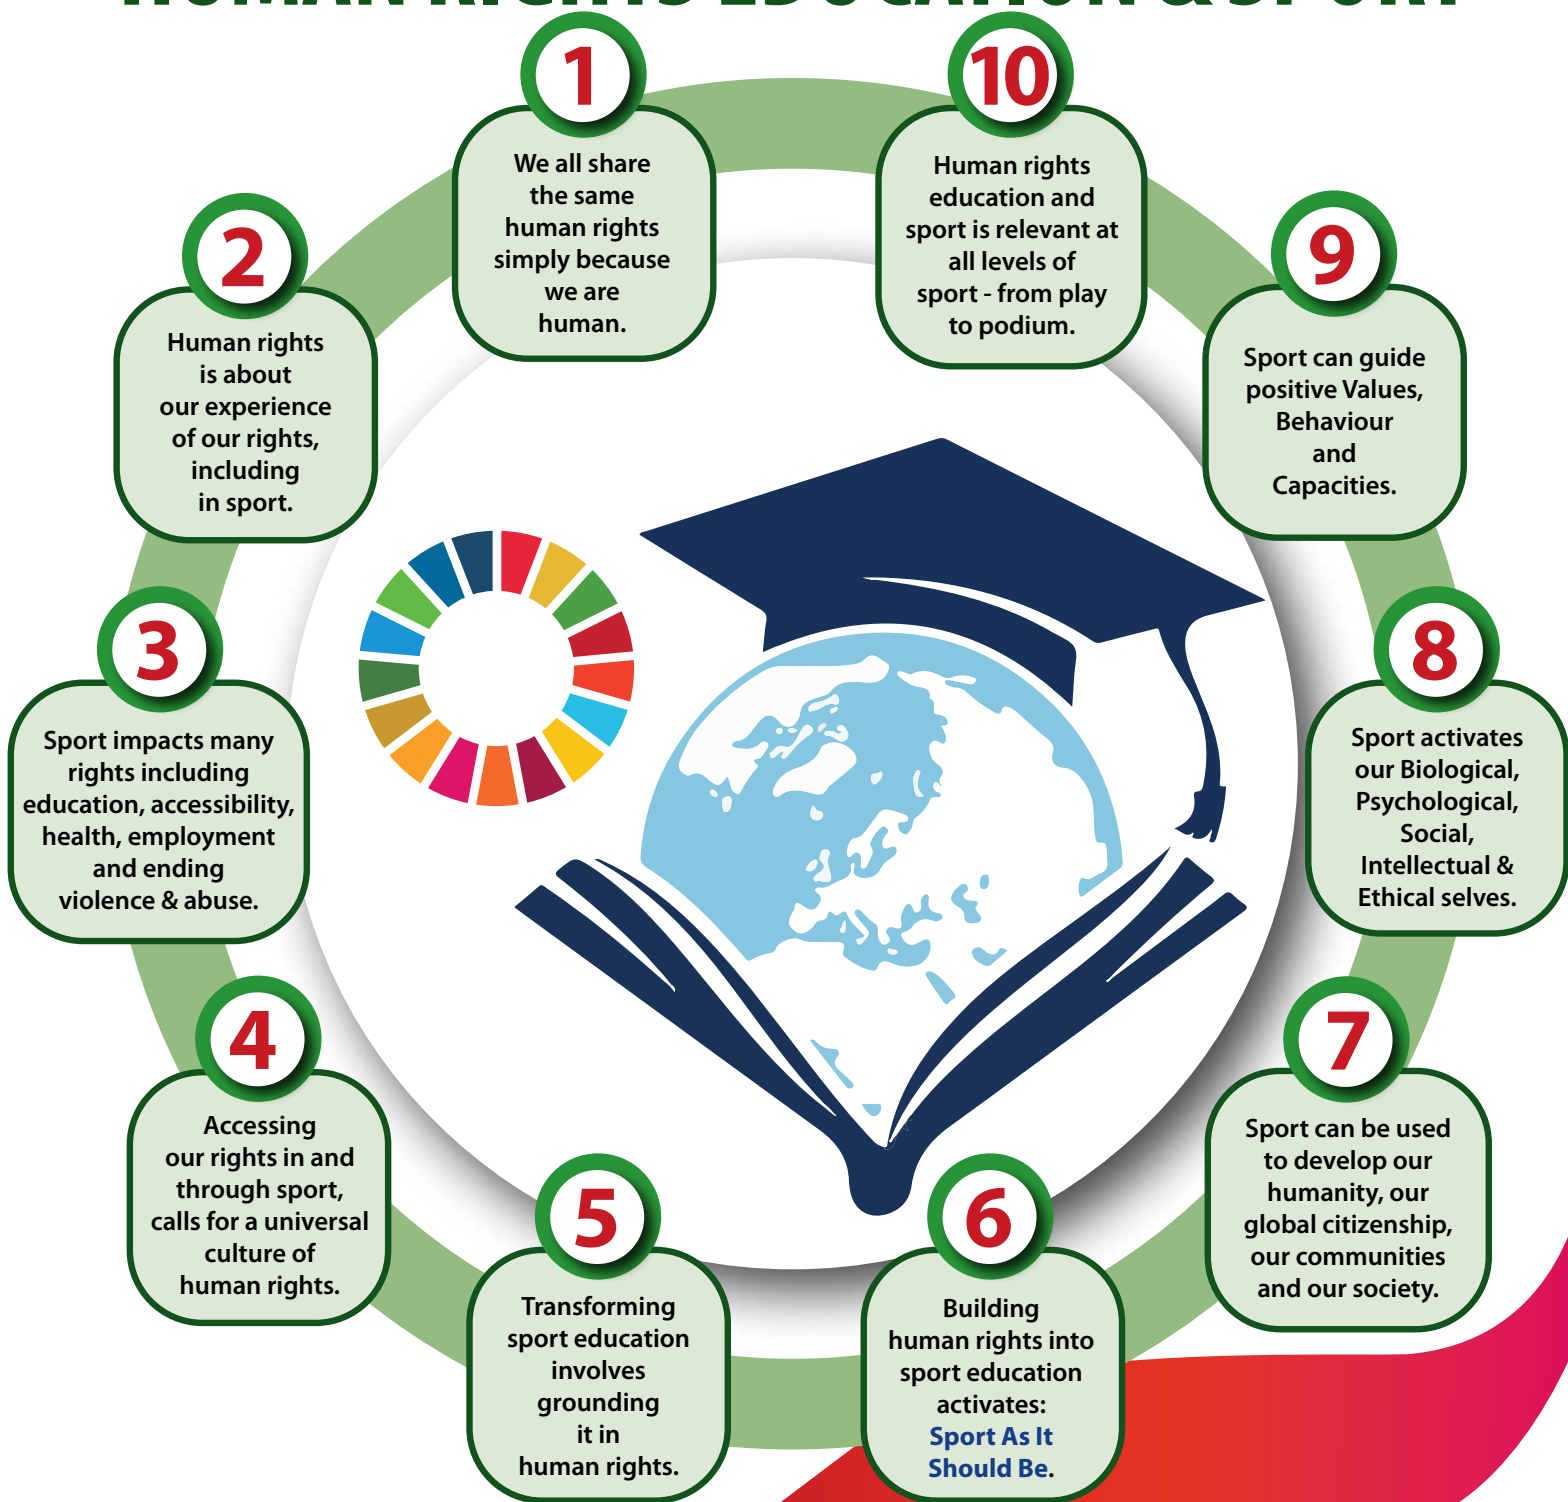 HUMAN RIGHTS EDUCATION & SPORT
1
We all share
the same
human rights
simply because
we are
human.
2
Human rights
is about
our experience
of our rights,
including
in sport.
3
Sport impacts many
rights including
education, accessibility,
health, employment
and ending
violence & abuse.
4
Accessing
our rights in and
through sport,
calls for a universal
culture of
human rights.
5
Transforming
sport education
involves
grounding
it in
human rights.
6
Building
human rights into
sport education
activates:
Sport As It
Should Be.
7
Sport can be used
to develop our
humanity, our
global citizenship,
our communities
and our society.
8
Sport activates
our Biological,
Psychological,
Social,
Intellectual &
Ethical selves.
9
Sport can guide
positive Values,
Behaviour
and
Capacities.
10
Human rights
education and
sport is relevant at
all levels of
sport - from play
to podium.